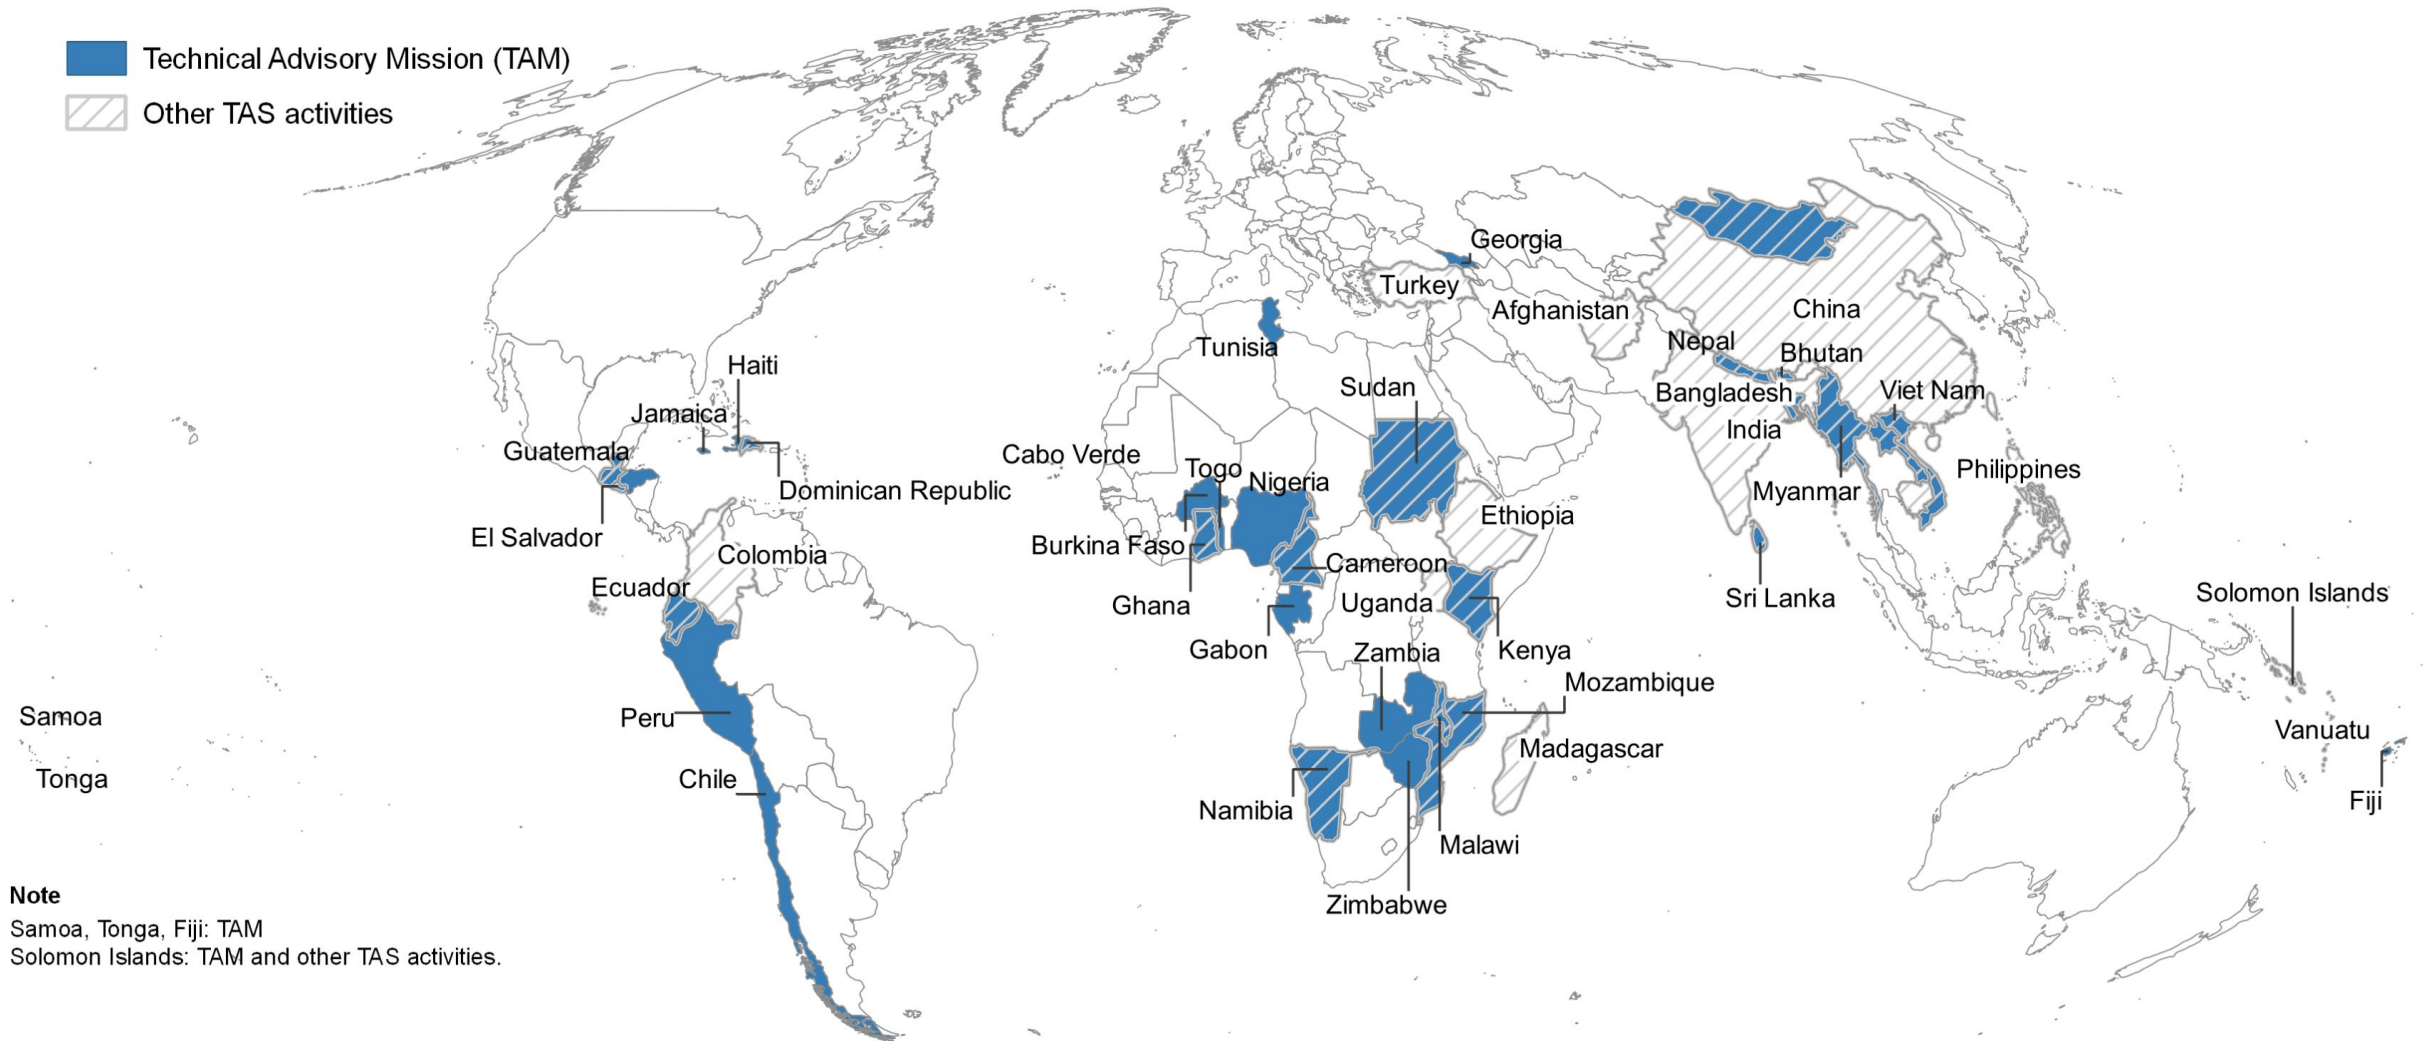 Technical Advisory Mission (TAM)
Other TAS activities
Georgia
Turkey
Afghanistan
China
Nepal
Bhutan
Tunisia
Haiti
Sudan
Bangladesh
Viet Nam
Jamaica
India
Guatemala
Cabo Verde
Togo
Nigeria
Philippines
Dominican Republic
Myanmar
Ethiopia
El Salvador
Burkina Faso
Colombia
Cameroon
Ecuador
Ghana
Uganda
Sri Lanka
Solomon Islands
Gabon
Zambia
Kenya
Mozambique
Samoa
Peru
Vanuatu
Madagascar
Tonga
Chile
Fiji
Namibia
Malawi
Zimbabwe
Note
Samoa, Tonga, Fiji: TAM
Solomon Islands: TAM and other TAS activities.